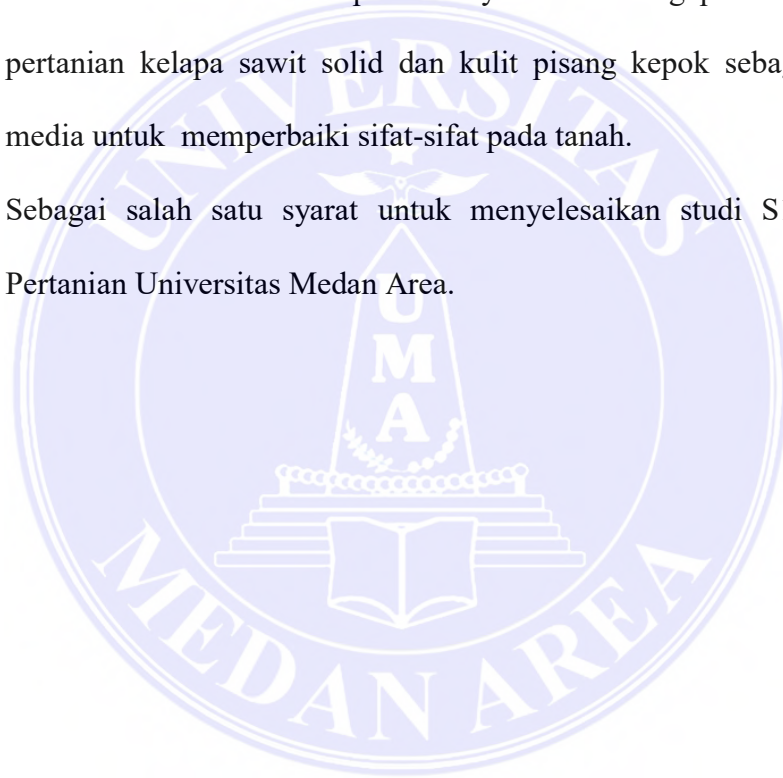 pertanian kelapa sawit solid dan kulit pisang kepok
media untuk memperbaiki sifat-sifat pada tanah.
Sebagai salah satu syarat untuk menyelesaikan studi S
Pertanian Universitas Medan Area.
UNIVERSITAS
UMA
MEDAN AREA